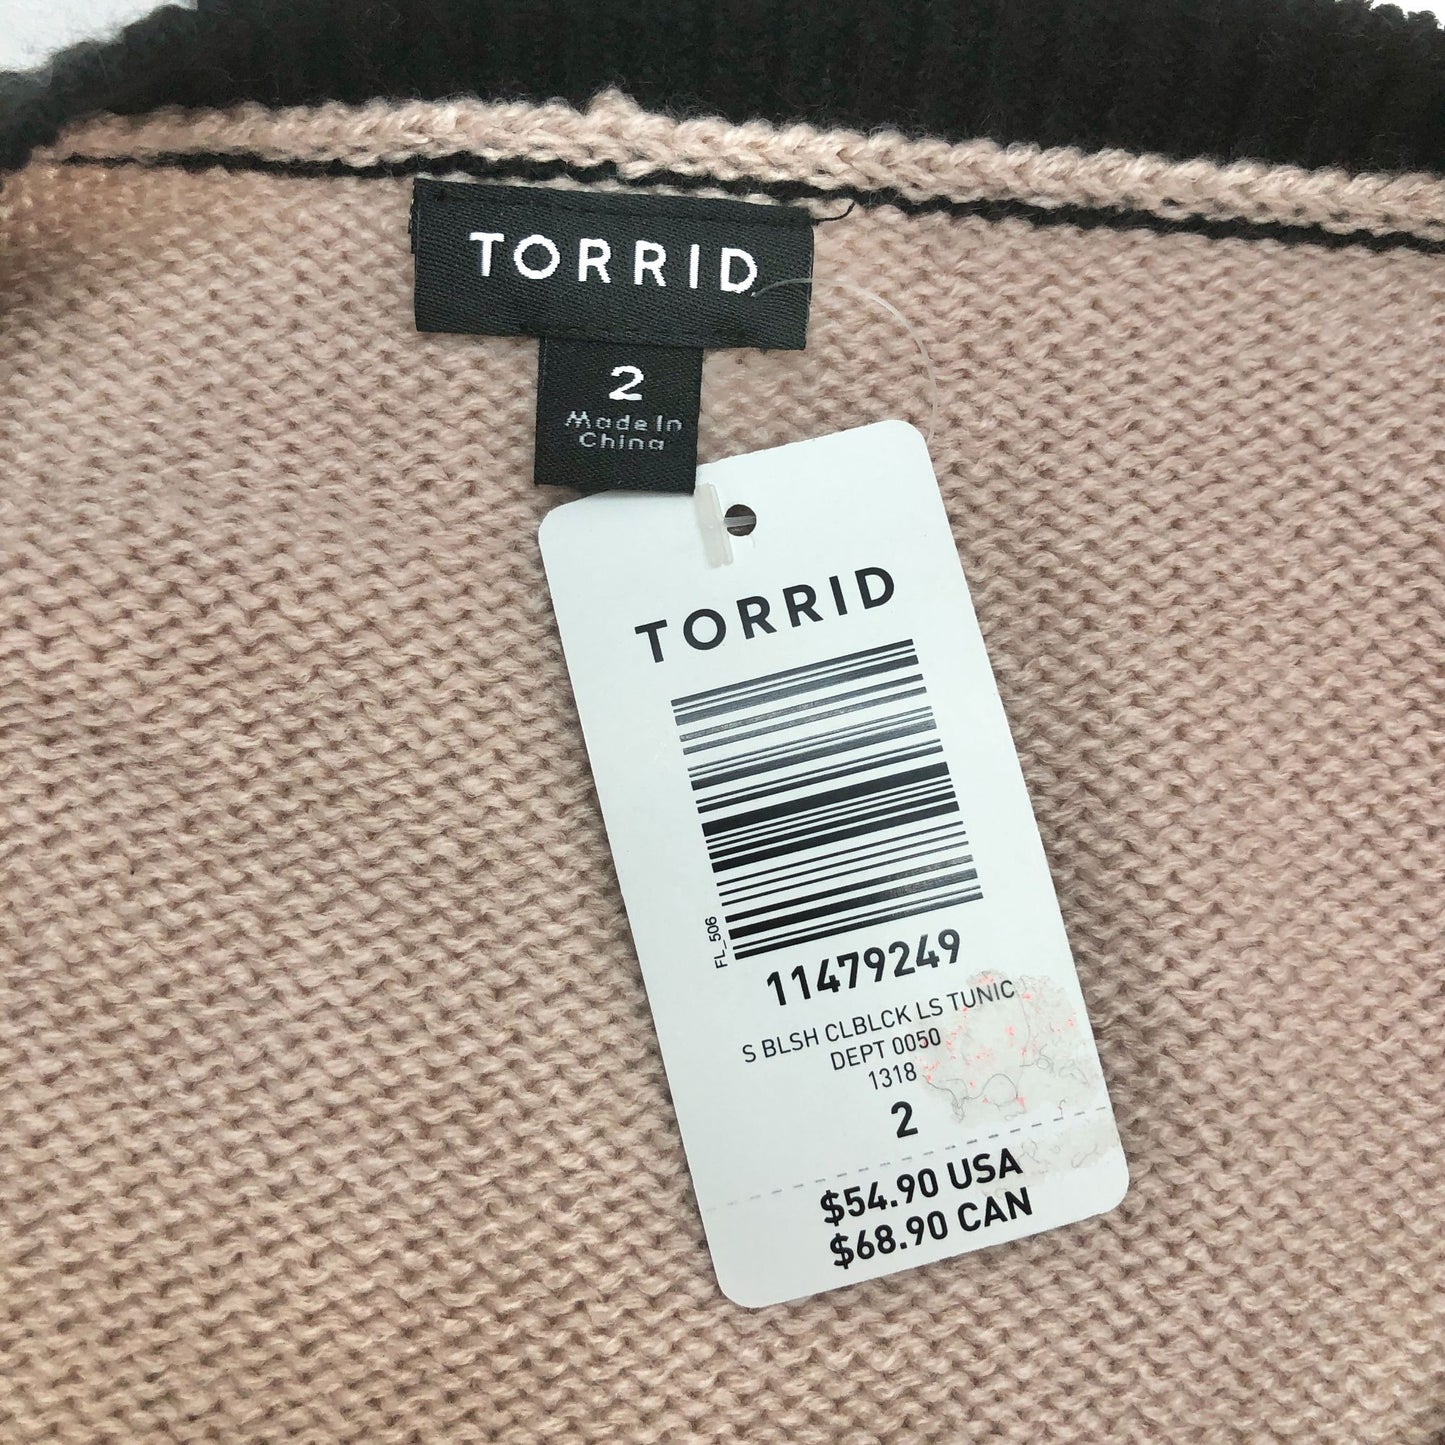 TORRID
2
Made In
China
TORRID
FL_506
11479249
S BLSH CLBLCK LS TUNIC
DEPT 0050
1318
2
$54.90 USA
$68.90 CAN